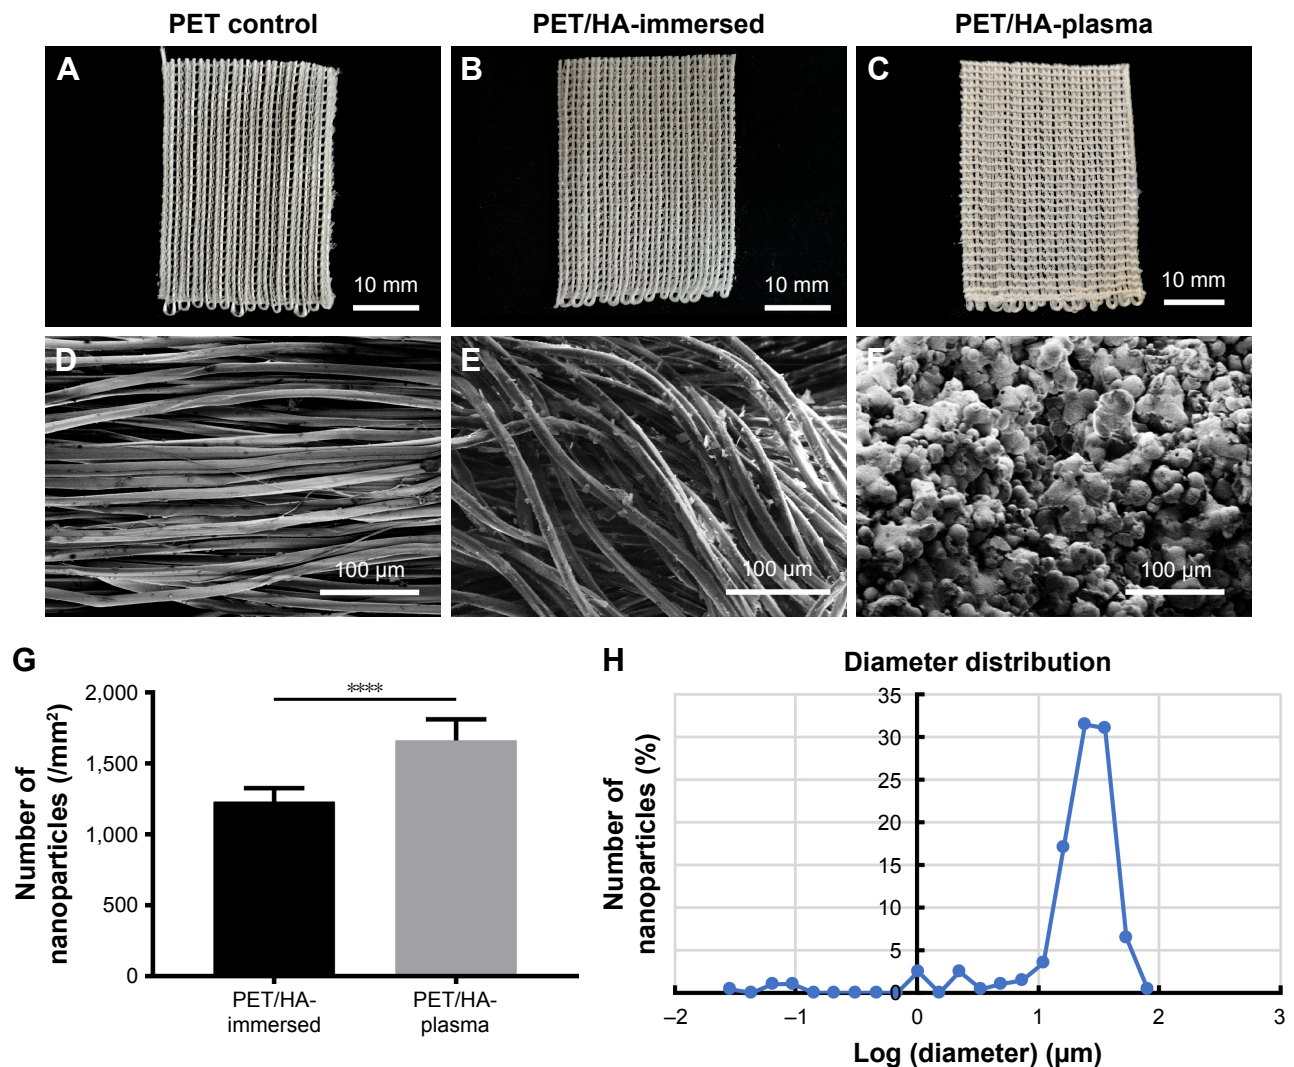 PET control
PET/HA-immersed
PET/HA-plasma
A
B
C
10 mm
10 mm
10 mm
D
E
F
100 µm
100 µm
100 µm
G
Number of
nanoparticles (/mm²)
2,000
1,500
1,000
500
0
****
PET/HA-
immersed
PET/HA-
plasma
H
Diameter distribution
Number of
nanoparticles (%)
35
30
25
20
15
10
5
0
–2
–1
0
1
2
3
Log (diameter) (µm)